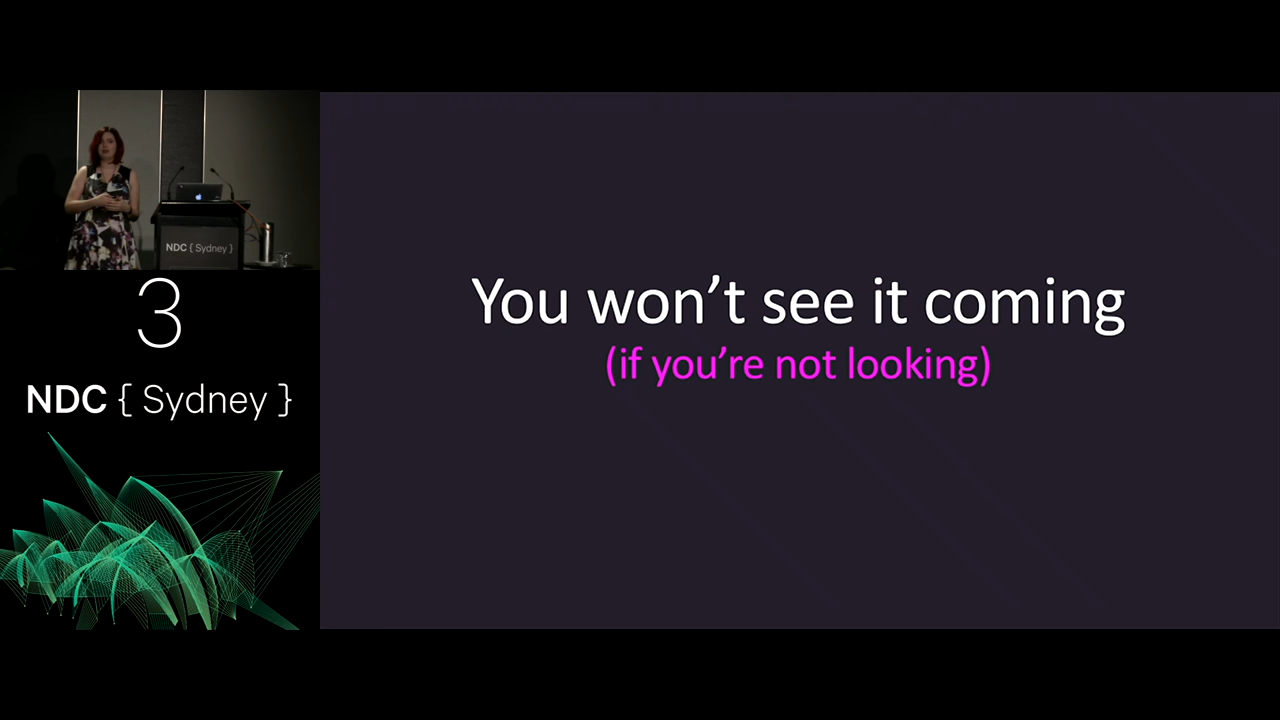 NDC { Sydney }
3
NDC { Sydney }
You won't see it coming
(if you're not looking)